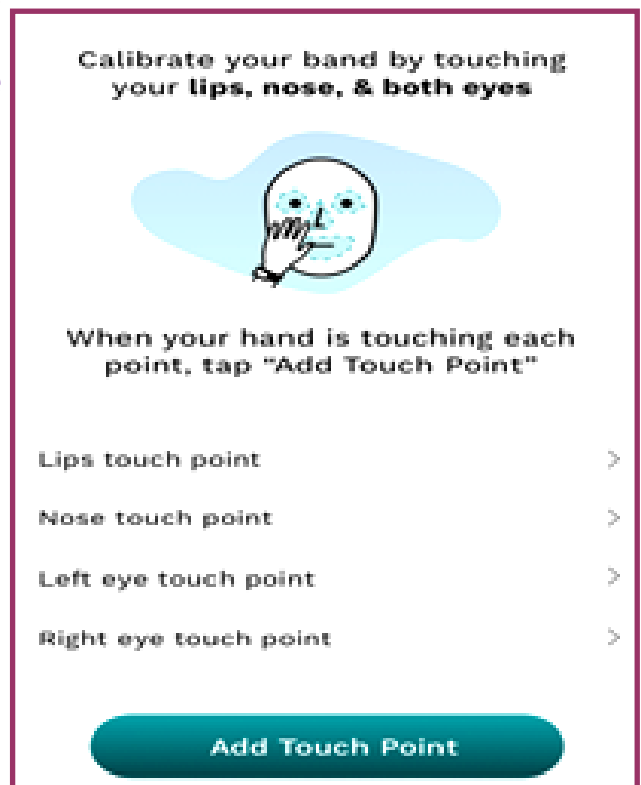 Calibrate your band by touching
your lips, nose, & both eyes
When your hand is touching each
point, tap "Add Touch Point"
Lips touch point
Nose touch point
Left eye touch point
Right eye touch point
Add Touch Point